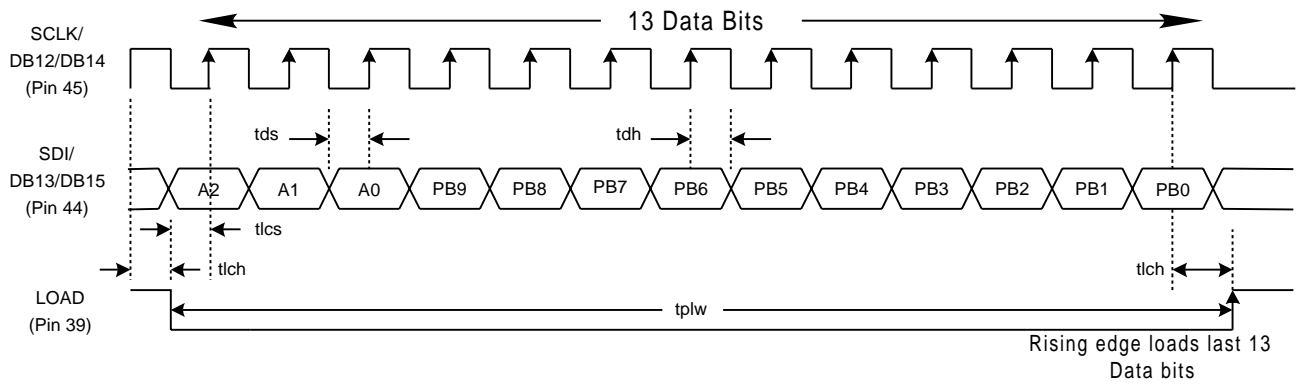 13 Data Bits
SCLK/
DB12/DB14
(Pin 45)
tds
tdh
SDI/
DB13/DB15
(Pin 44)
A2 A1 A0 PB9 PB8 PB7 PB6 PB5 PB4 PB3 PB2 PB1 PB0
tlcs
tlch
tlch
LOAD
(Pin 39)
tplw
Rising edge loads last 13
Data bits